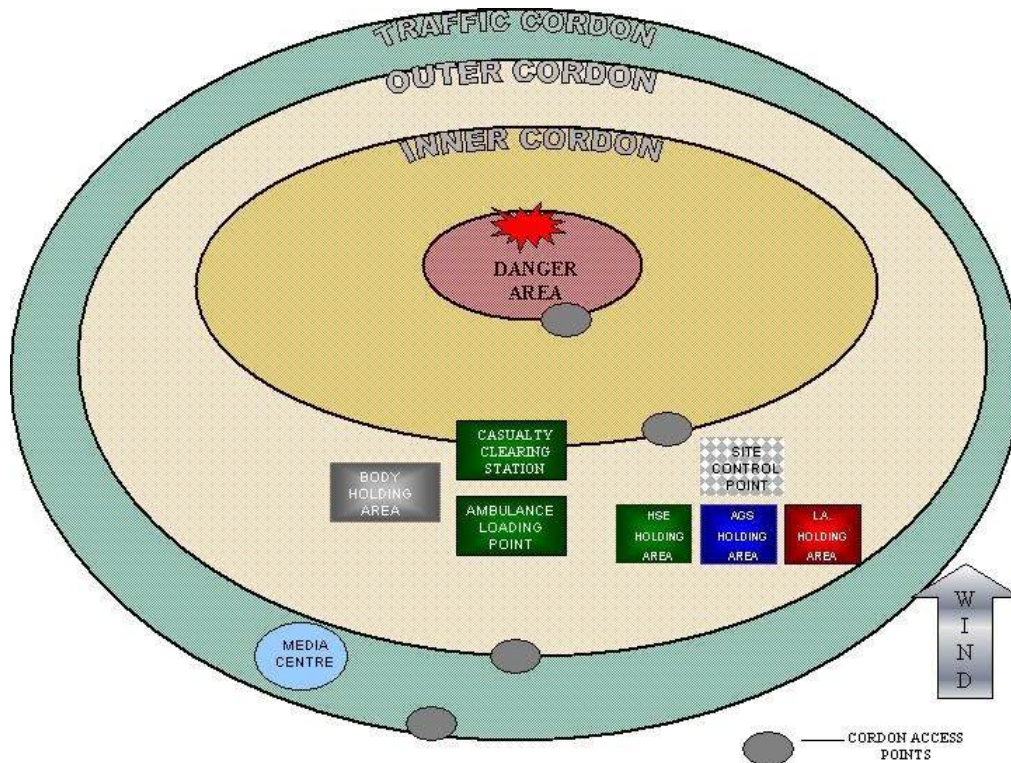 TRAFFIC CORDON
OUTER CORDON
INNER CORDON
DANGER
AREA
CASUALTY
CLEARING
STATION
BODY
HOLDING
AREA
AMBULANCE
LOADING
POINT
SITE
CONTROL
POINT
HSE
HOLDING
AREA
AGS
HOLDING
AREA
L.A.
HOLDING
AREA
MEDIA
CENTRE
W
I
N
D
CORDON ACCESS
POINTS